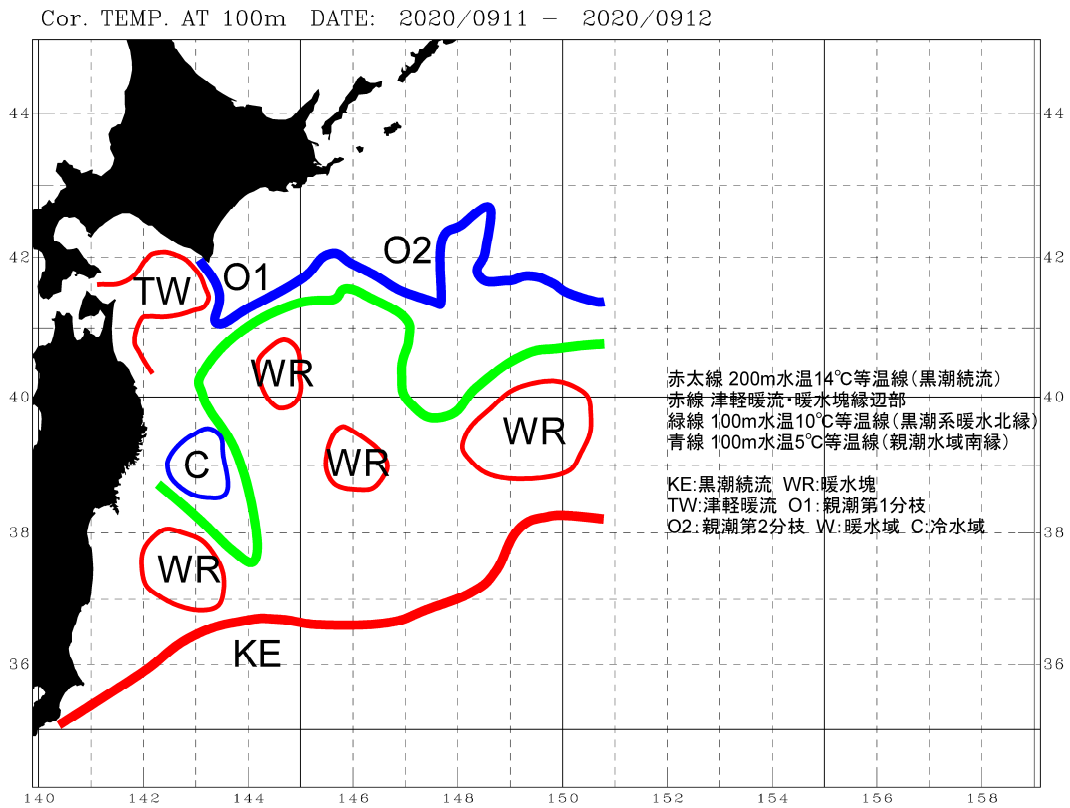 Cor. TEMP. AT 100m DATE: 2020/0911 - 2020/0912
44 44
42 42
O2
O1
TW
WR
40 40
WR
C
WR
38 38
WR
KE
36 36
赤太線 200m水温14℃等温線(黒潮続流)
赤線 津軽暖流・暖水塊縁辺部
緑線 100m水温10℃等温線(黒潮系暖水北縁)
青線 100m水温5℃等温線(親潮水域南縁)
KE:黒潮続流 WR:暖水塊
TW:津軽暖流 O1:親潮第1分枝
O2:親潮第2分枝 W:暖水域 C:冷水域
140 142 144 146 148 150 152 154 156 158